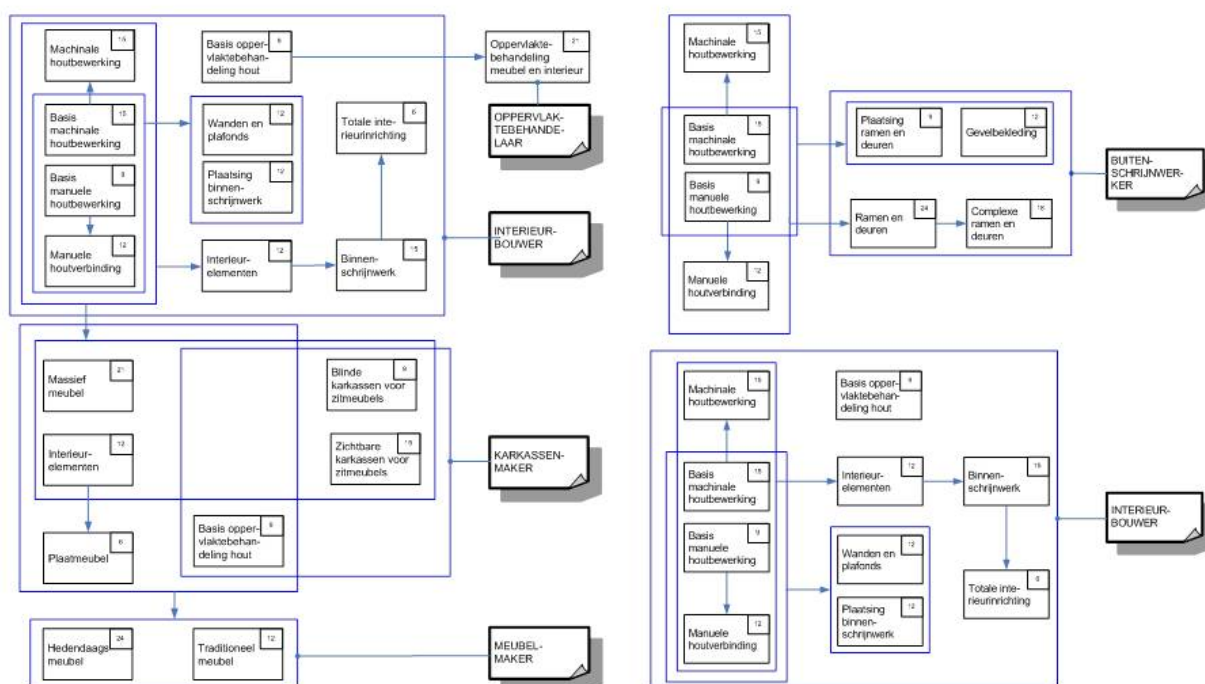 Machinale
houtbewerking
15
Basis opper-
vlaktebehan-
deling hout
9
Oppervlakte-
behandeling
meubel en interieur
21
OPPERVLAK-
TEBEHANDE-
LAAR
Basis
machinale
houtbewerking
15
Wanden en
plafonds
12
Totale inte-
rieurinrichting
6
Basis
manuele
houtbewerking
9
Plaatsing
binnen-
schrijnwerk
12
Manuele
houtverbinding
12
Interieur-
elementen
12
Binnen-
schrijnwerk
15
INTERIEUR-
BOUWER
Massief
meubel
21
Blinde
karkassen voor
zitmeubels
Interieur-
elementen
12
Zichtbare
karkassen voor
zitmeubels
KARKASSEN-
MAKER
Basis opper-
vlaktebehan-
deling hout
9
Plaatmeubel
6
Hedendaags
meubel
24
Traditioneel
meubel
12
MEUBEL-
MAKER
Machinale
houtbewerking
15
Basis
machinale
houtbewerking
Plaatsing
ramen en
deuren
9
Gevelbekleding
12
BUITEN-
SCHRIJNWER-
KER
Basis
manuele
houtbewerking
9
Ramen en
deuren
24
Complexe
ramen en
deuren
Manuele
houtverbinding
12
Machinale
houtbewerking
15
Basis opper-
vlaktebehan-
deling hout
9
Basis
machinale
houtbewerking
Interieur-
elementen
12
Binnen-
schrijnwerk
15
Basis
manuele
houtbewerking
9
Wanden en
plafonds
12
INTERIEUR-
BOUWER
Totale inte-
rieurinrichting
6
Manuele
houtverbinding
12
Plaatsing
binnen-
schrijnwerk
12